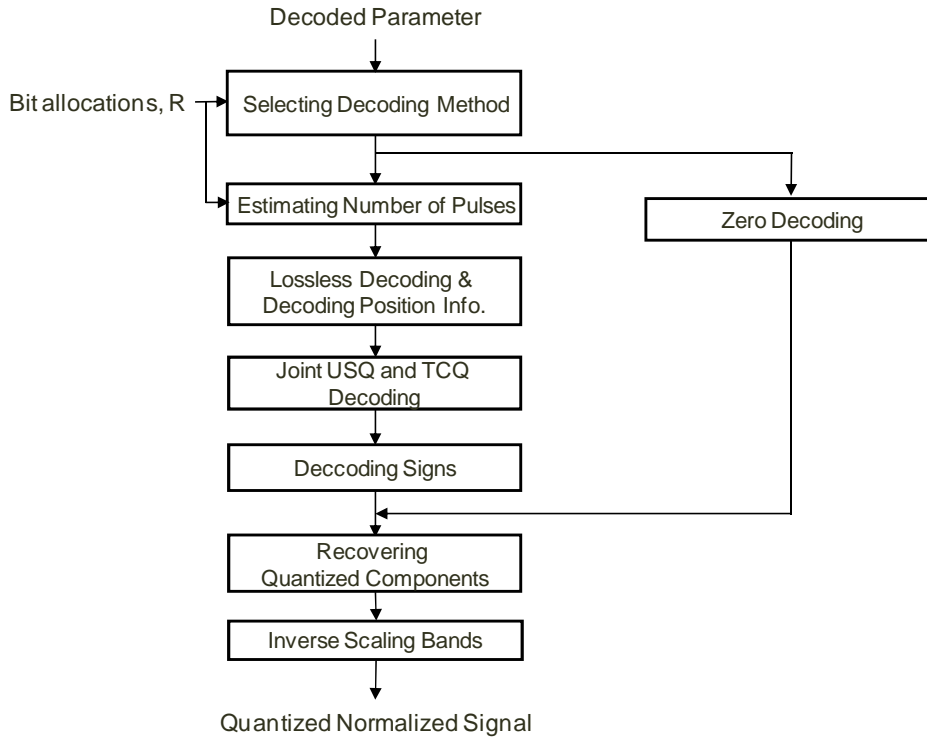 Decoded Parameter
Bit allocations, R
Selecting Decoding Method
Estimating Number of Pulses
Zero Decoding
Lossless Decoding &
Decoding Position Info.
Joint USQ and TCQ
Decoding
Deccoding Signs
Recovering
Quantized Components
Inverse Scaling Bands
Quantized Normalized Signal